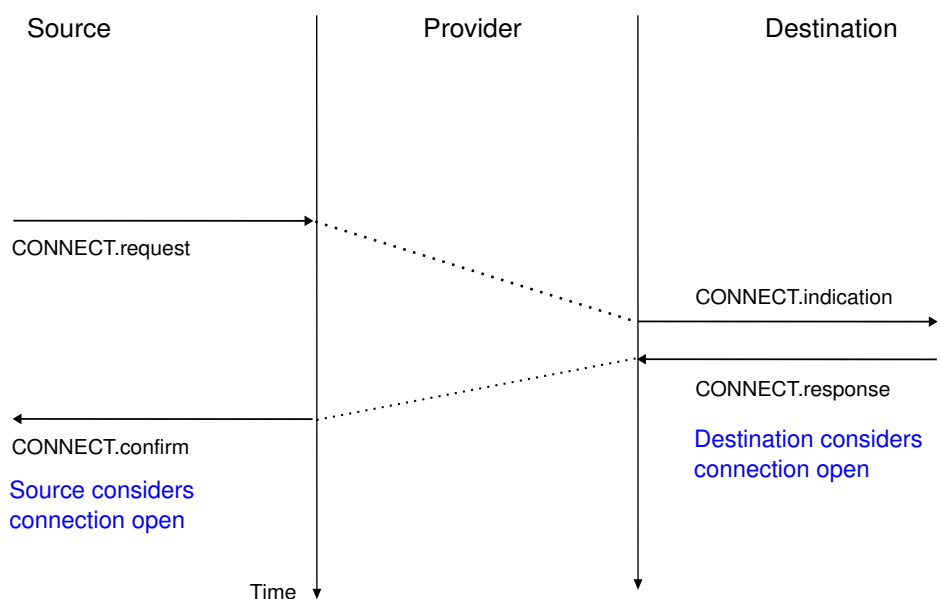 Source
Provider
Destination
CONNECT.request
CONNECT.indication
CONNECT.response
CONNECT.confirm
Destination considers
connection open
Source considers
connection open
Time